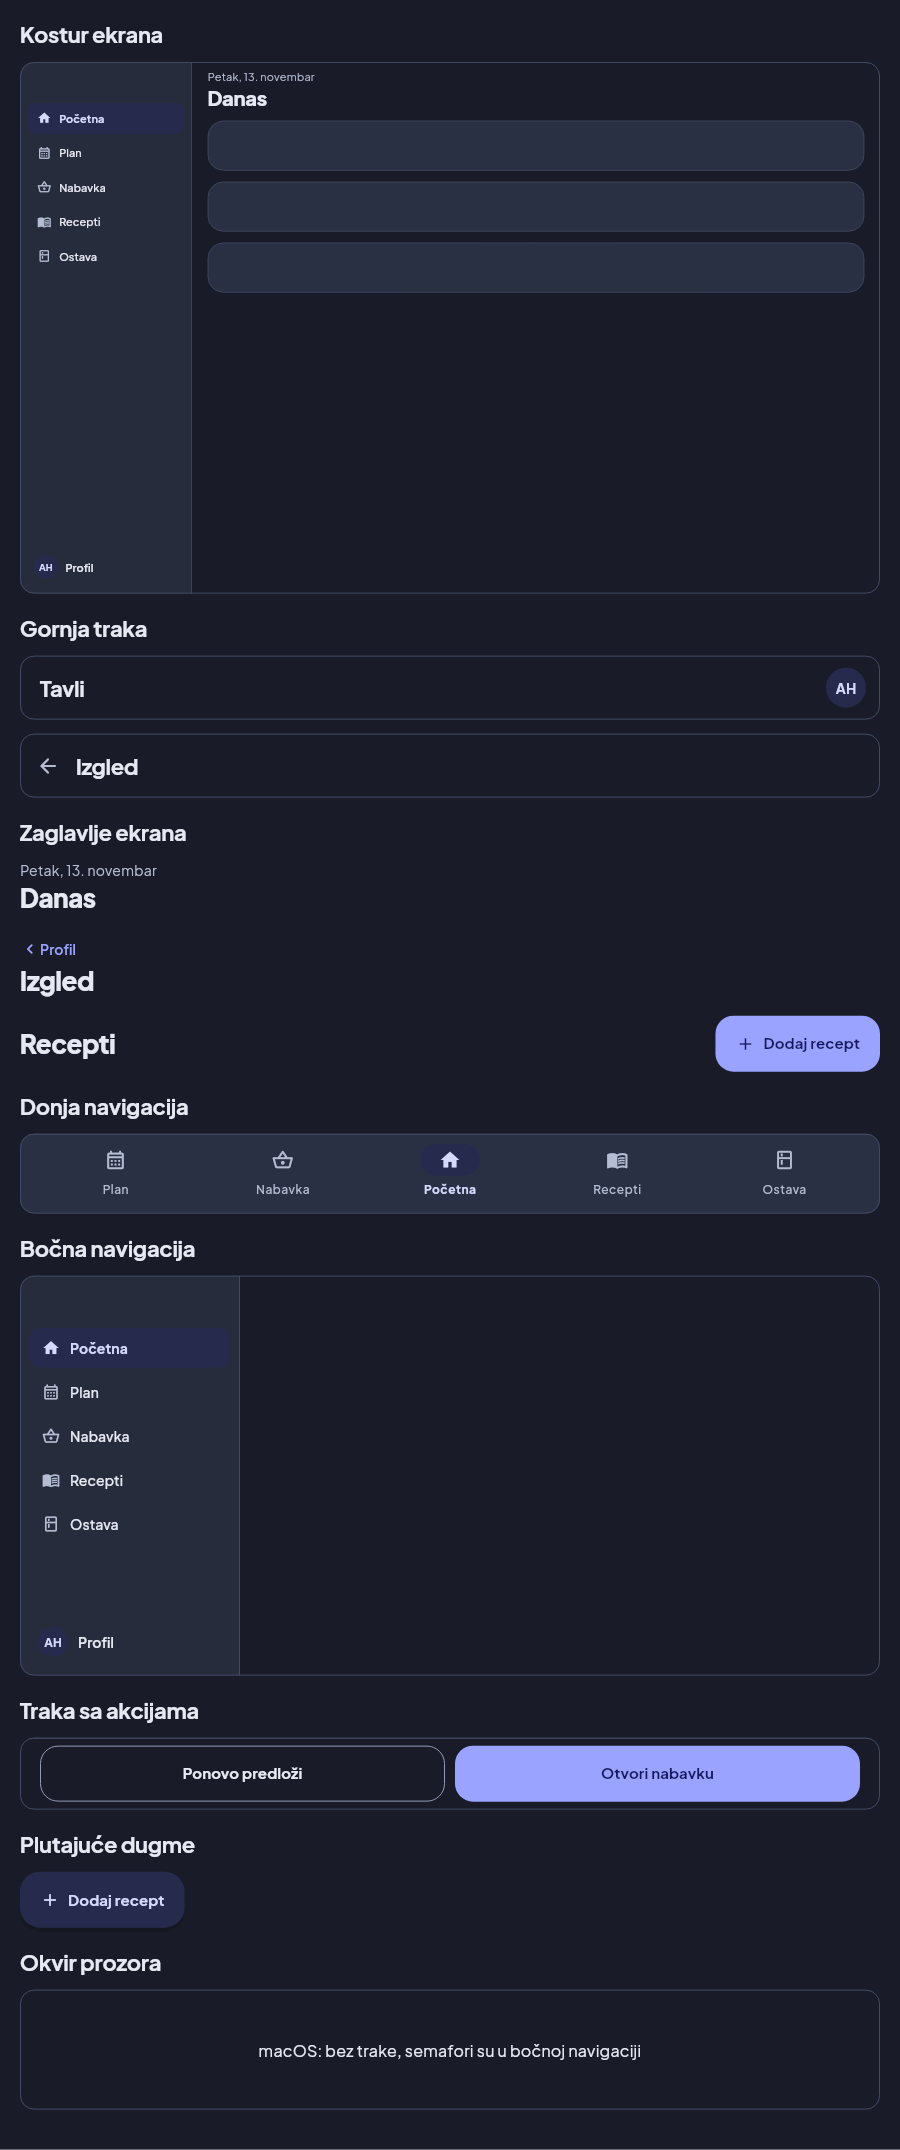 Kostur ekrana
Petak, 13. novembar
Danas
Početna
Plan
Nabavka
Recepti
Ostava
AH Profil
Gornja traka
Tavli AH
Izgled
Zaglavlje ekrana
Petak, 13. novembar
Danas
Profil
Izgled
Recepti Dodaj recept
Donja navigacija
Plan Nabavka Početna Recepti Ostava
Bočna navigacija
Početna
Plan
Nabavka
Recepti
Ostava
AH Profil
Traka sa akcijama
Ponovo predloži Otvori nabavku
Plutajuće dugme
Dodaj recept
Okvir prozora
macOS: bez trake, semafori su u bočnoj navigaciji